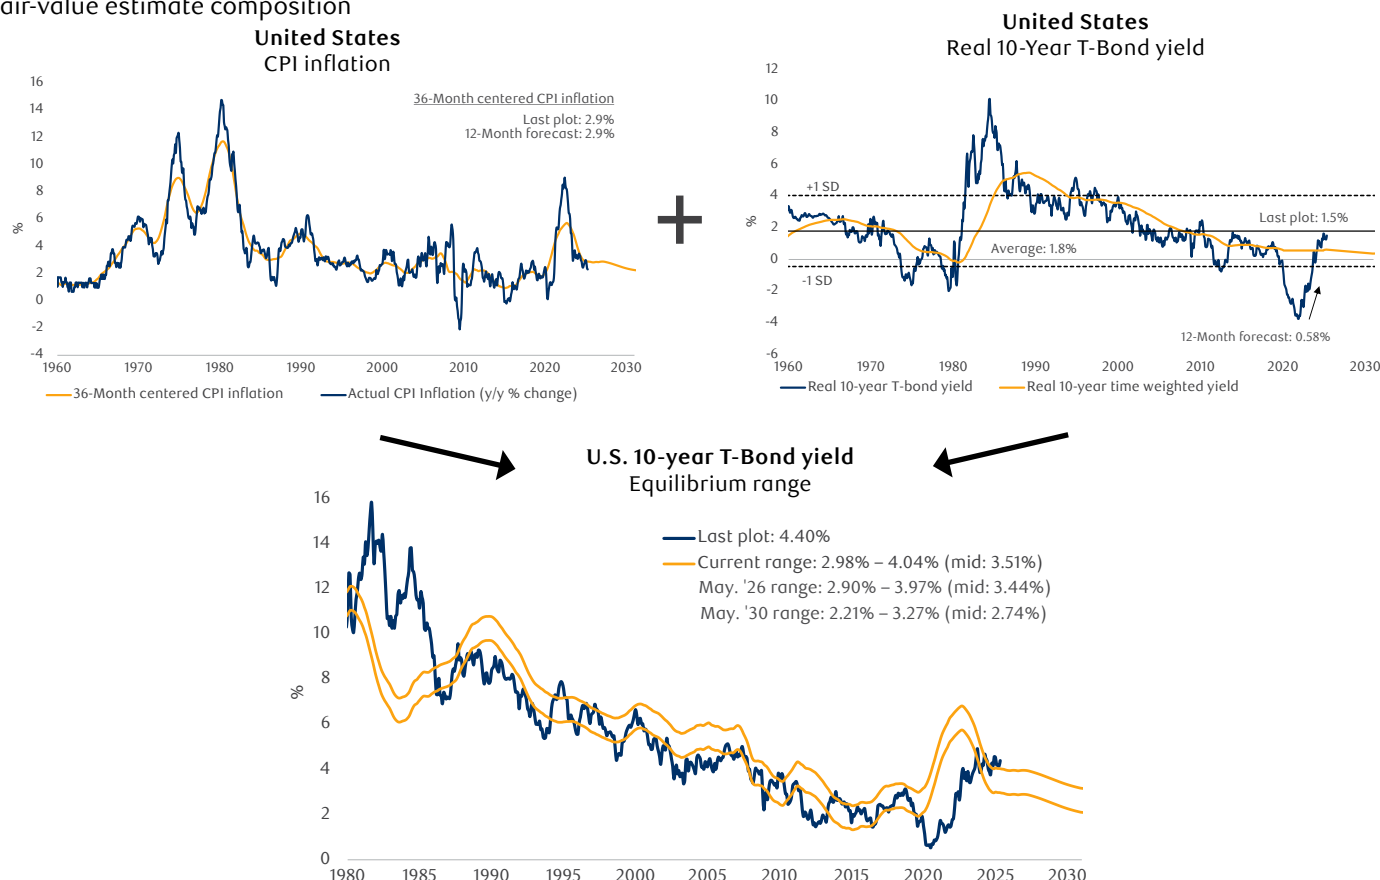 air-value estimate composition
United States
CPI inflation
16
14
12
10
8
6
4
2
0
-2
-4
%
36-Month centered CPI inflation
Last plot: 2.9%
12-Month forecast: 2.9%
1960 1970 1980 1990 2000 2010 2020 2030
36-Month centered CPI inflation Actual CPI Inflation (y/y % change)
+
United States
Real 10-Year T-Bond yield
12
10
8
6
4
2
0
-2
-4
-6
%
+1 SD
Last plot: 1.5%
Average: 1.8%
-1 SD
12-Month forecast: 0.58%
1960 1970 1980 1990 2000 2010 2020 2030
Real 10-year T-bond yield Real 10-year time weighted yield
U.S. 10-year T-Bond yield
Equilibrium range
16
14
12
10
8
6
4
2
0
%
Last plot: 4.40%
Current range: 2.98% – 4.04% (mid: 3.51%)
May. '26 range: 2.90% – 3.97% (mid: 3.44%)
May. '30 range: 2.21% – 3.27% (mid: 2.74%)
1980 1985 1990 1995 2000 2005 2010 2015 2020 2025 2030